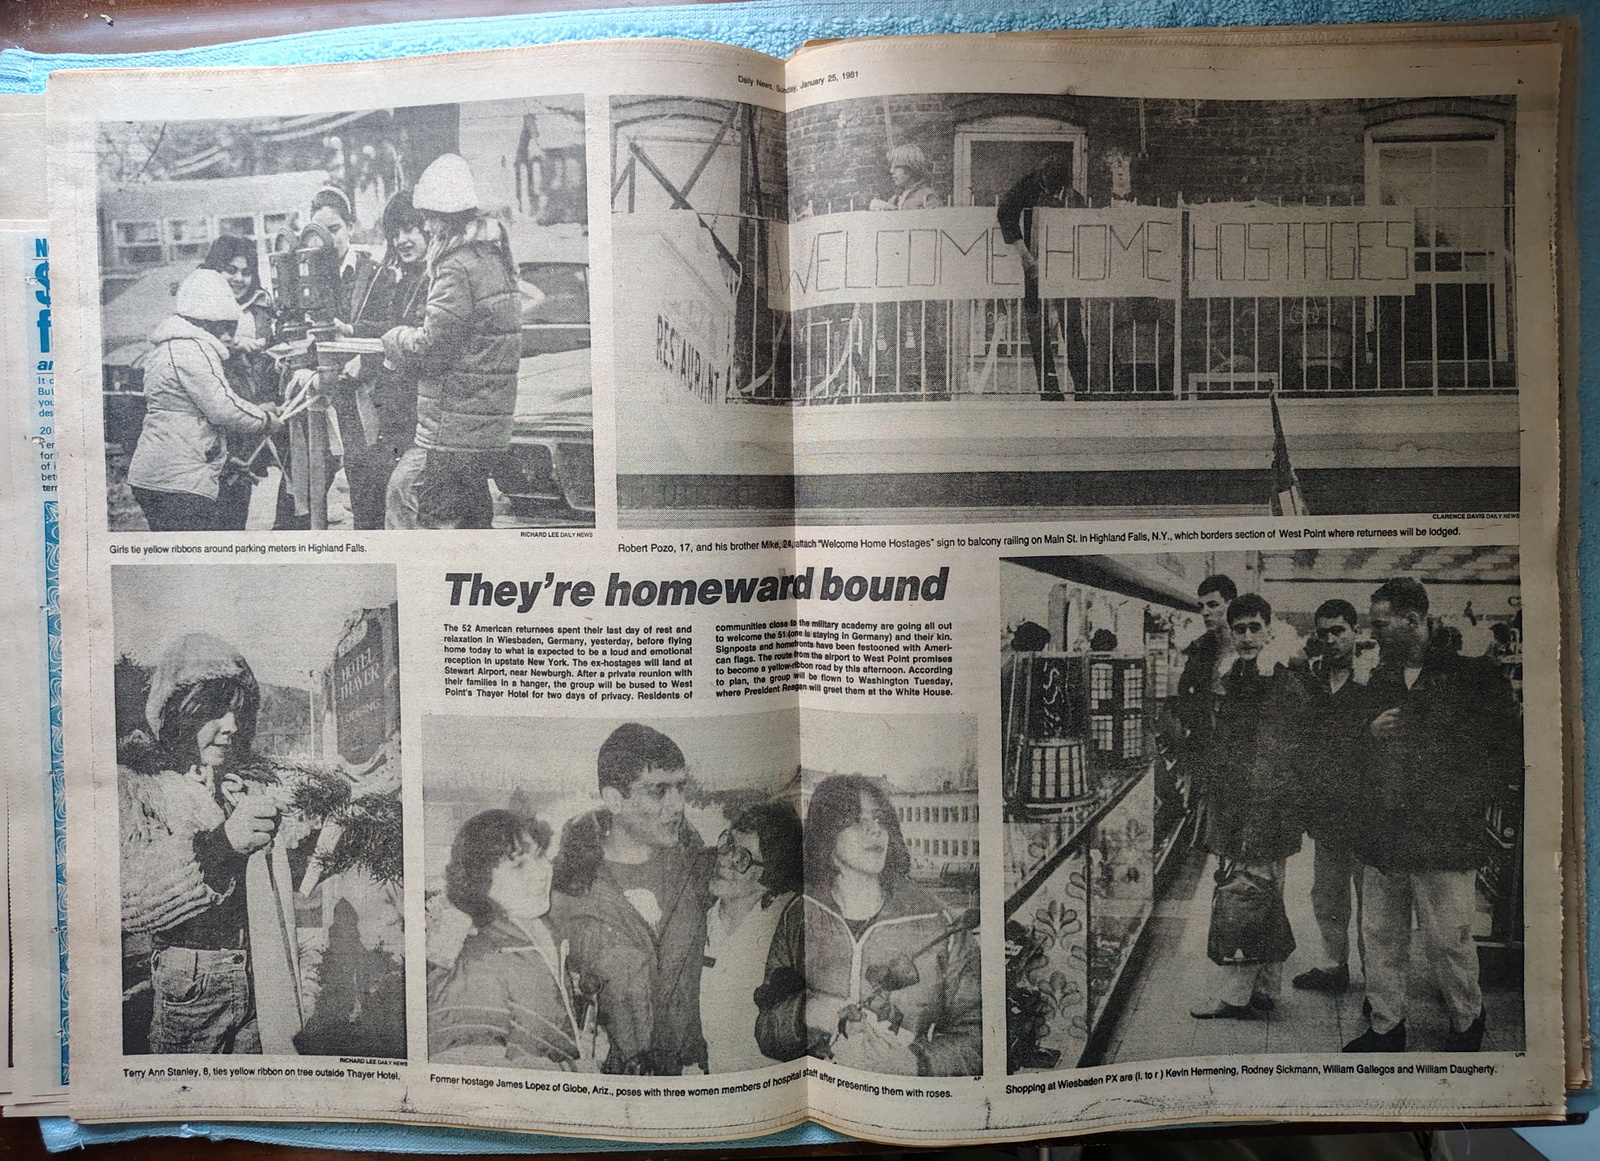 Daily News, Sunday, January 25, 1981
WELCOME HOME HOSTAGES
RESTAURANT
RICHARD LEE DAILY NEWS
Girls tie yellow ribbons around parking meters in Highland Falls.
CLARENCE DAVIS DAILY NEWS
Robert Pozo, 17, and his brother Mike, 24, attach "Welcome Home Hostages" sign to balcony railing on Main St. in Highland Falls, N.Y., which borders section of West Point where returnees will be lodged.
They're homeward bound
The 52 American returnees spent their last day of rest and
relaxation in Wiesbaden, Germany, yesterday, before flying
home today to what is expected to be a loud and emotional
reception in upstate New York. The ex-hostages will land at
Stewart Airport, near Newburgh. After a private reunion with
their families in a hanger, the group will be bused to West
Point's Thayer Hotel for two days of privacy. Residents of
communities close to the military academy are going all out
to welcome the 51 (one is staying in Germany) and their kin.
Signposts and homefronts have been festooned with Ameri-
can flags. The route from the airport to West Point promises
to become a yellow-ribbon road by this afternoon. According
to plan, the group will be flown to Washington Tuesday,
where President Reagan will greet them at the White House.
HOTEL
THAYER
RICHARD LEE DAILY NEWS
Terry Ann Stanley, 8, ties yellow ribbon on tree outside Thayer Hotel.
AP
Former hostage James Lopez of Globe, Ariz., poses with three women members of hospital staff after presenting them with roses.
UPI
Shopping at Wiesbaden PX are (l. to r.) Kevin Hermening, Rodney Sickmann, William Gallegos and William Daugherty.